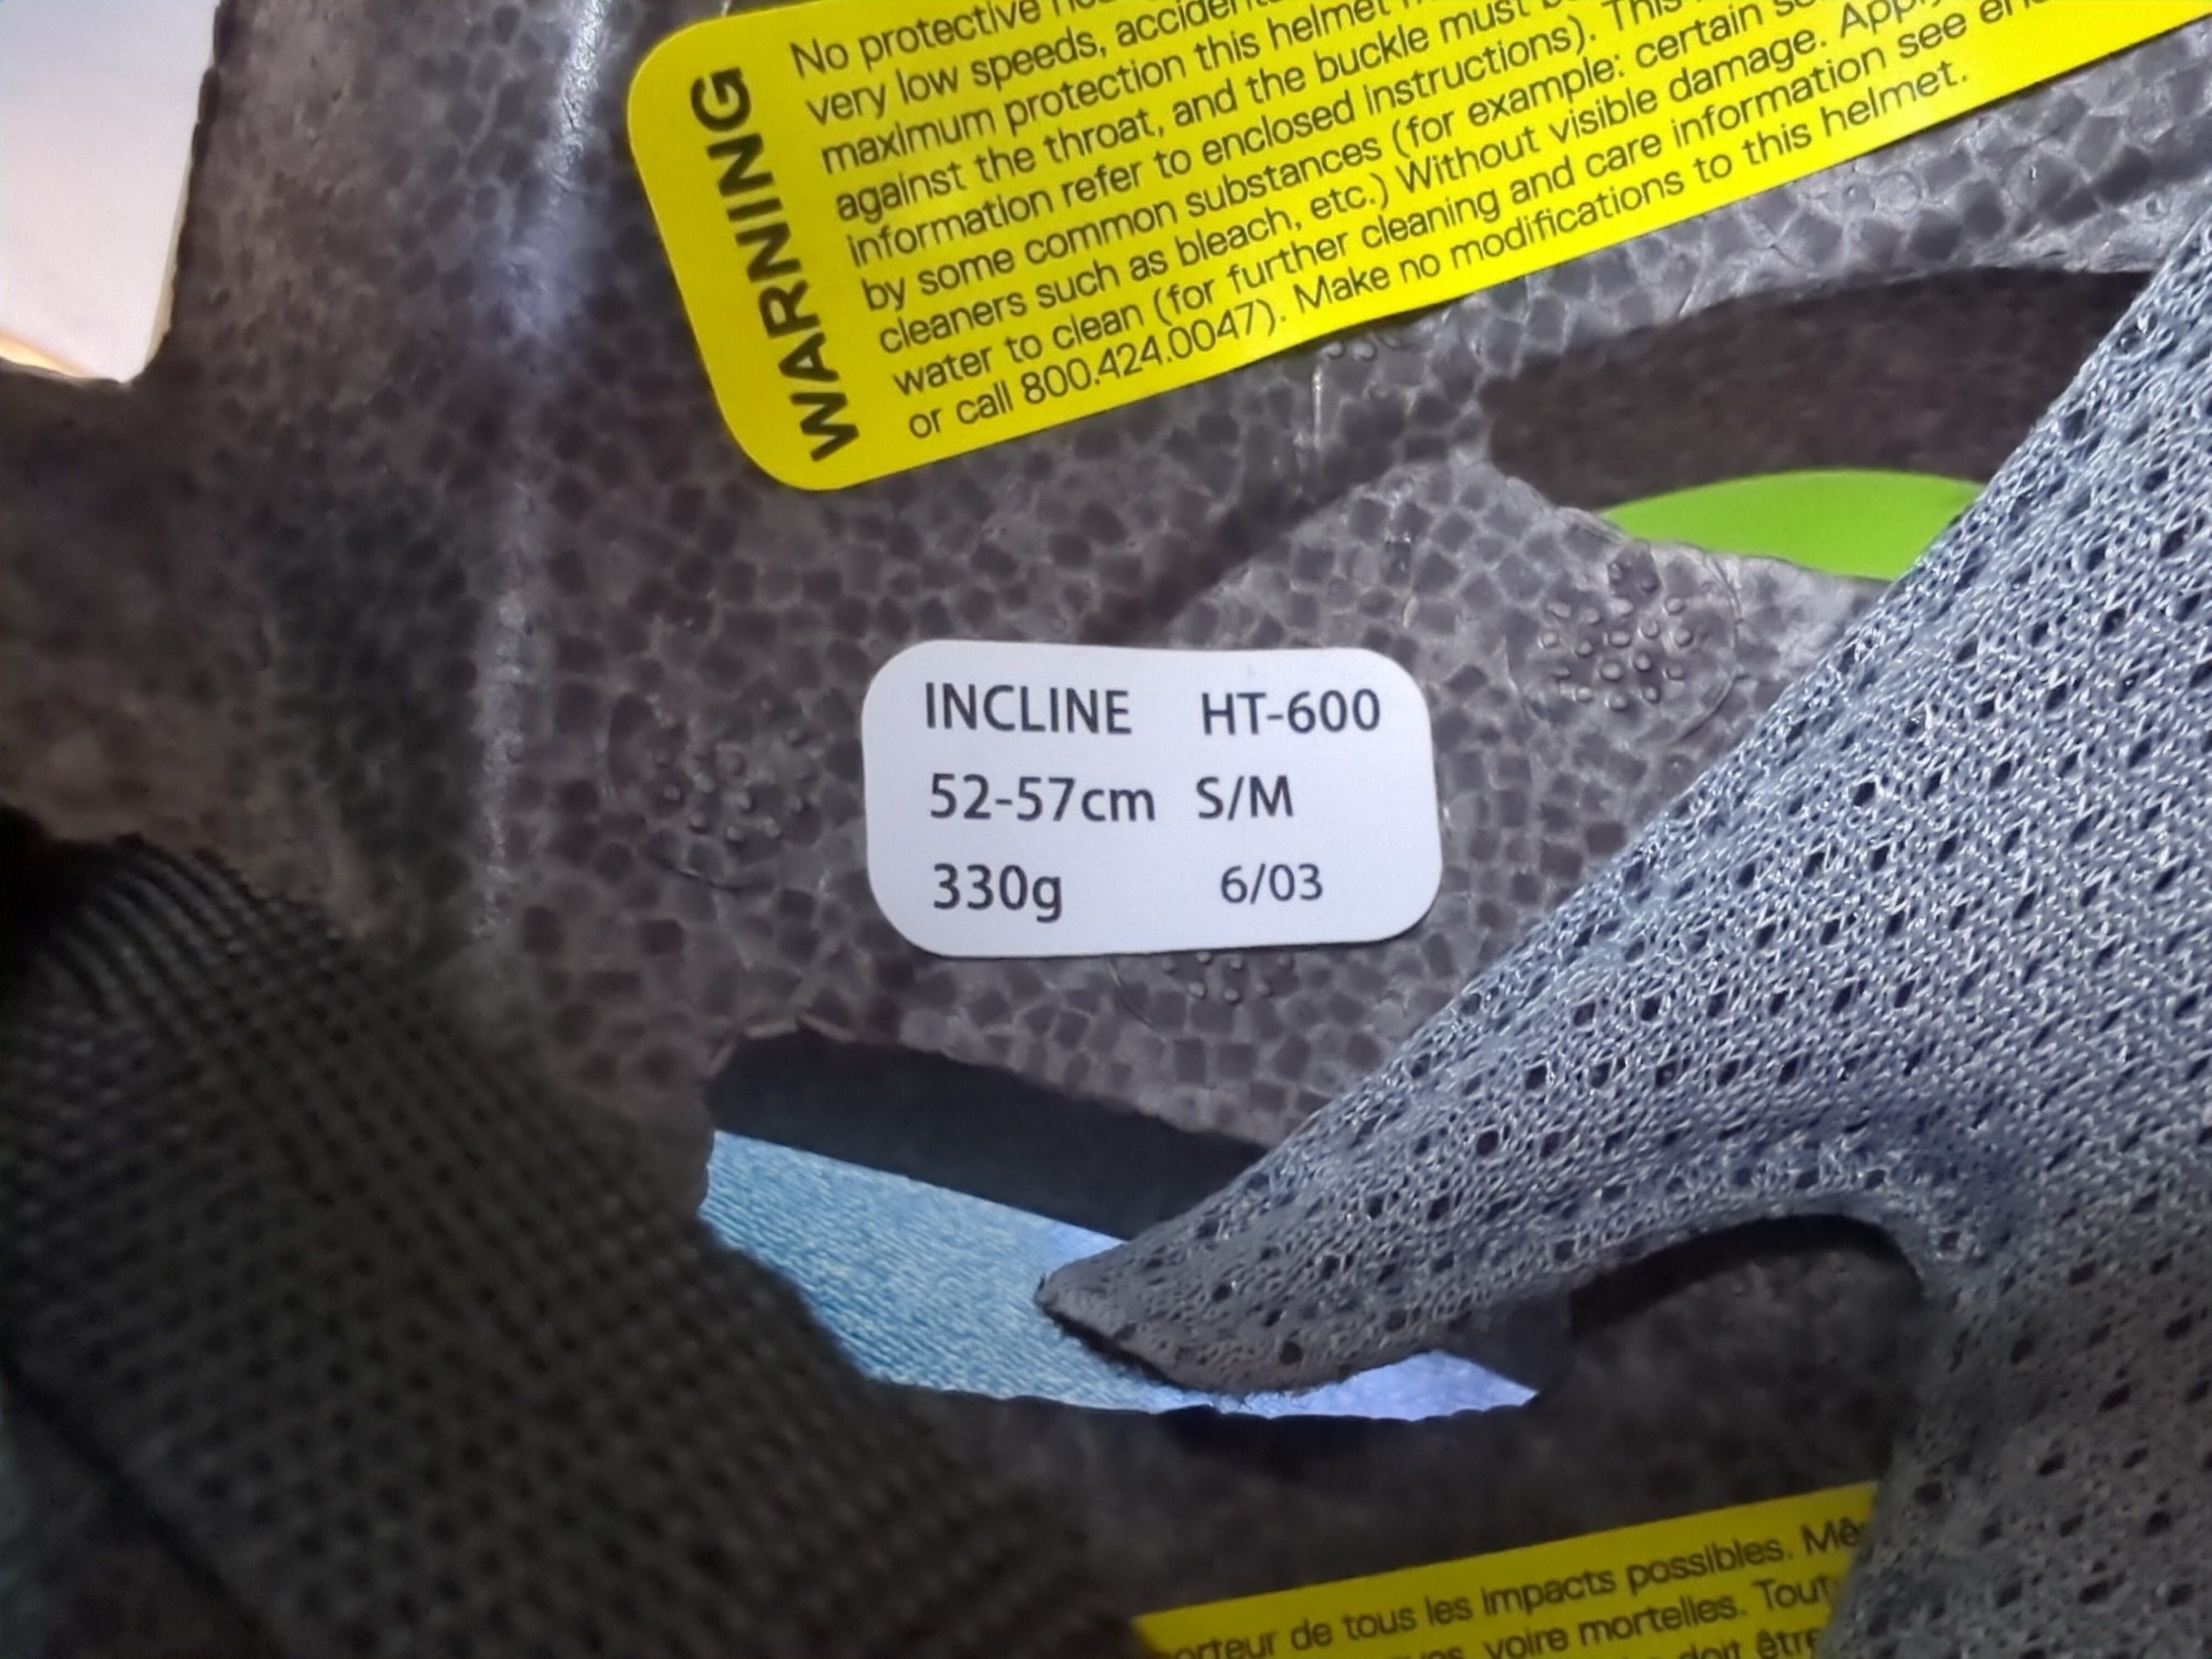 WARNING
No protective
very low speeds, accident
maximum protection this helmet
against the throat, and the buckle must
information refer to enclosed instructions). This
by some common substances (for example: certain
cleaners such as bleach, etc.) Without visible damage.
water to clean (for further cleaning and care information see
or call 800.424.0047). Make no modifications to this helmet.
INCLINE HT-600
52-57cm S/M
330g 6/03
de tous les impacts possibles.
voire mortelles.
doit être